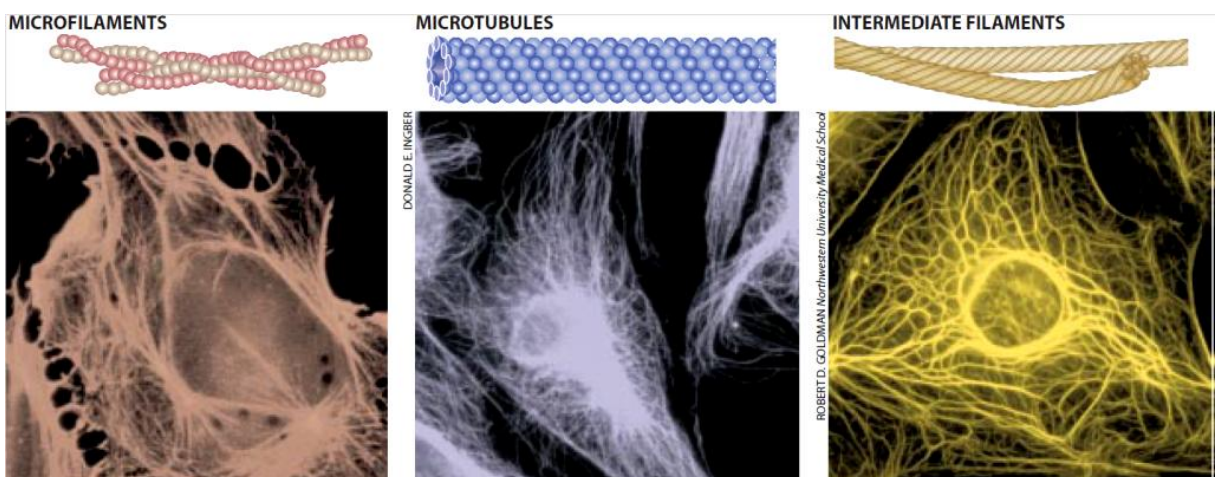 MICROFILAMENTS
MICROTUBULES
INTERMEDIATE FILAMENTS
DONALD E. INGBER
ROBERT D. GOLDMAN Northwestern University Medical School